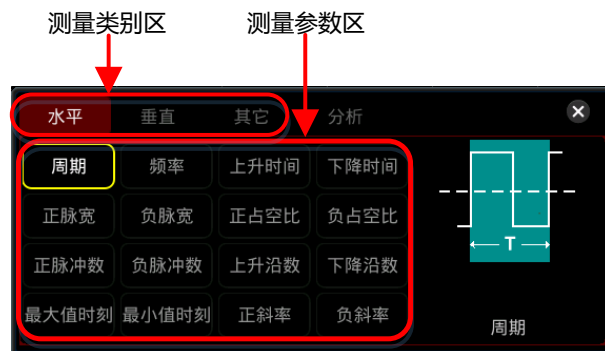 测量类别区 测量参数区
水平 垂直 其它 分析
周期 频率 上升时间 下降时间
正脉宽 负脉宽 正占空比 负占空比
T
正脉冲数 负脉冲数 上升沿数 下降沿数
最大值时刻 最小值时刻 正斜率 负斜率
周期